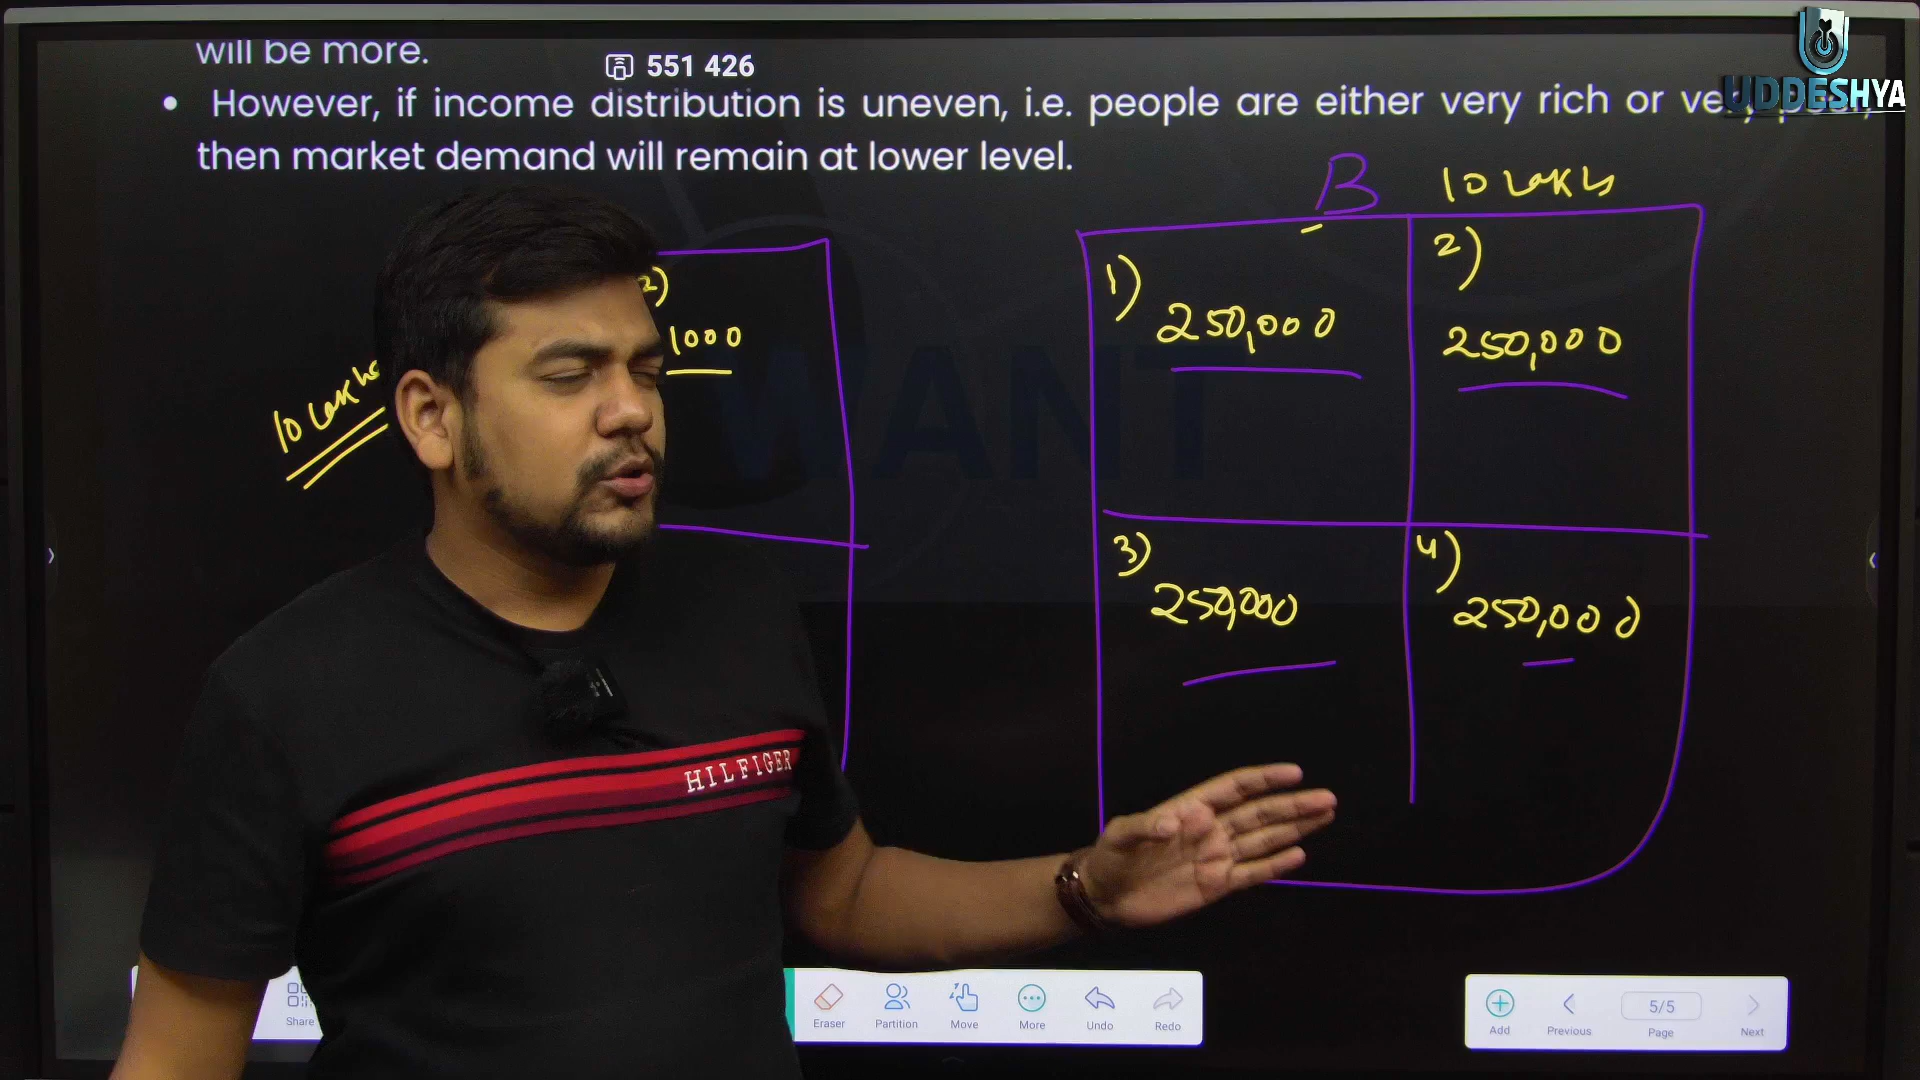 will be more.
551 426
UDDESHYA
• However, if income distribution is uneven, i.e. people are either very rich or very
then market demand will remain at lower level.
B 10 Lakhs
2)
1000
10 Lakhs
1)
250,000
2)
250,000
3)
250,000
4)
250,000
WANT
HILFIGER
Share
Eraser
Partition
Move
More
Undo
Redo
Add
Previous
5/5
Page
Next